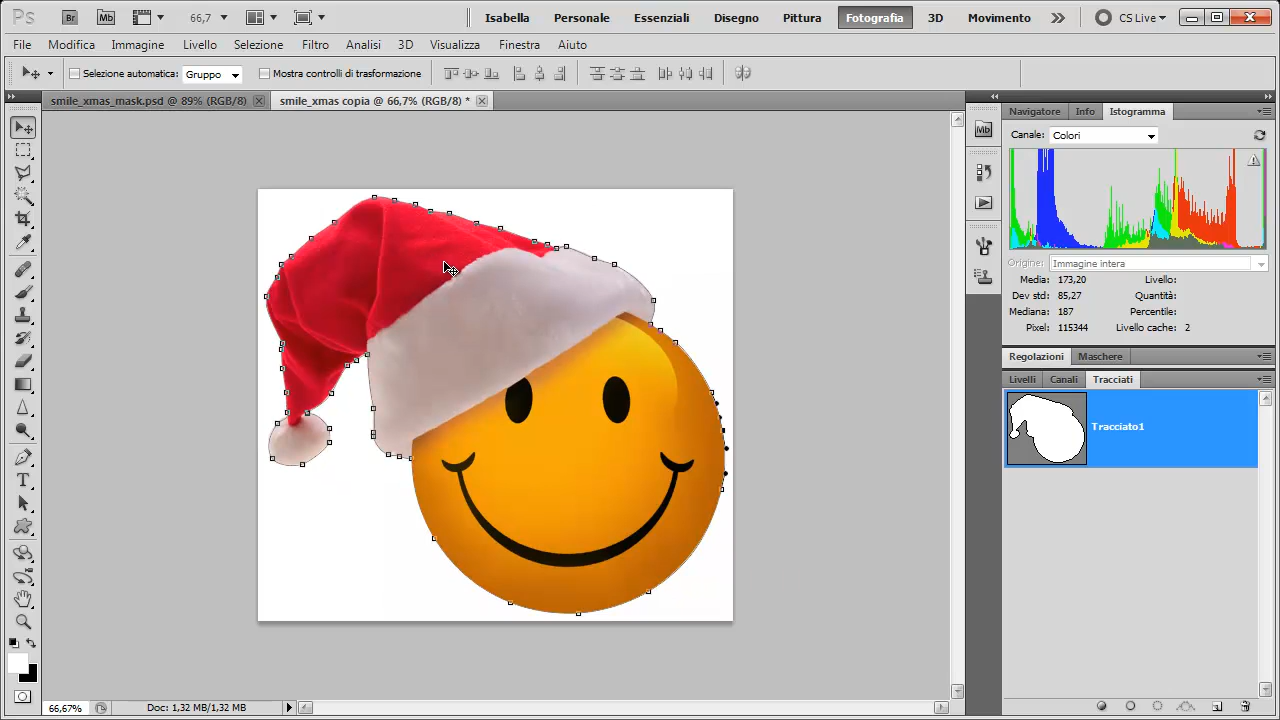 Ps Br Mb 66,7 Isabella Personale Essenziali Disegno Pittura Fotografia 3D Movimento CS Live
File Modifica Immagine Livello Selezione Filtro Analisi 3D Visualizza Finestra Aiuto
Selezione automatica: Gruppo Mostra controlli di trasformazione
smile_xmas_mask.psd @ 89% (RGB/8) smile_xmas copia @ 66,7% (RGB/8) *
Navigatore Info Istogramma
Mb
Canale: Colori
Origine: Immagine intera
Media: 173,20 Livello:
Dev std: 85,27 Quantità:
Mediana: 187 Percentile:
Pixel: 115344 Livello cache: 2
Regolazioni Maschere
Livelli Canali Tracciati
Tracciato1
T
66,67% Doc: 1,32 MB/1,32 MB